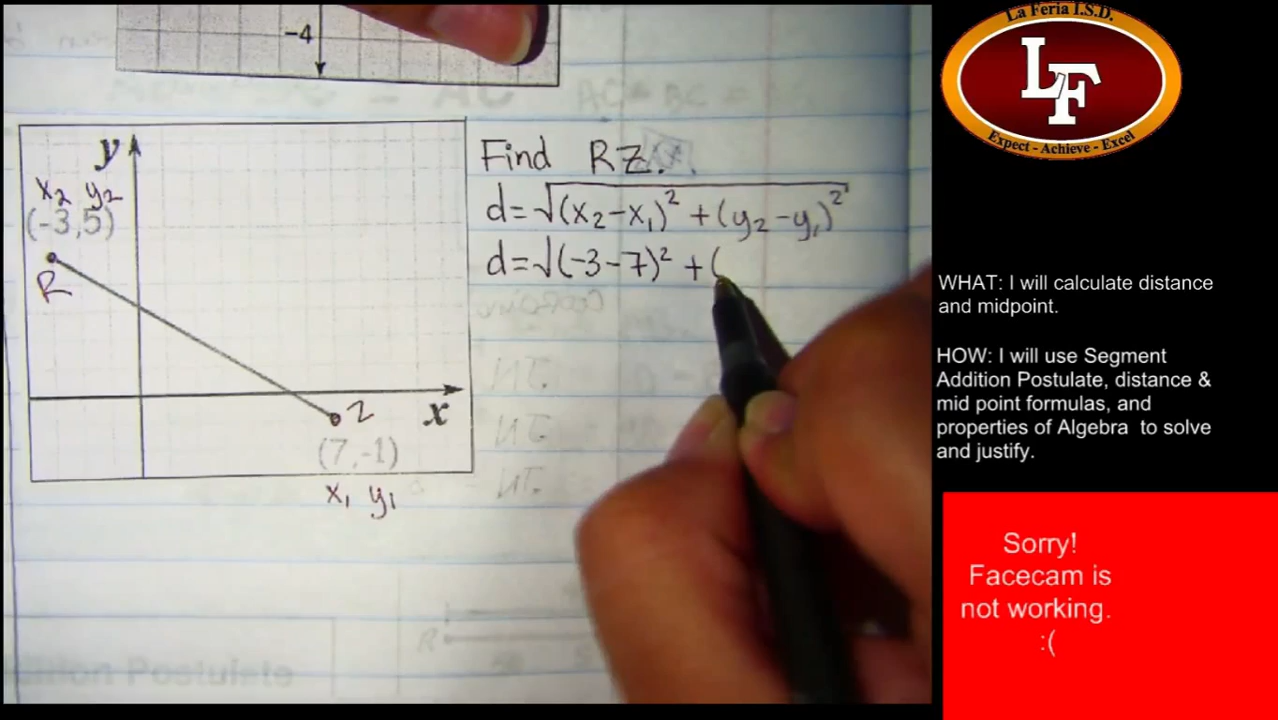 -4
y
x2 y2
(-3,5)
R
Z
x
(7,-1)
x1 y1
Find RZ.
d=√(x2-x1)² + (y2-y1)²
d=√(-3-7)² + (
La Feria I.S.D.
LF
Expect - Achieve - Excel
WHAT: I will calculate distance
and midpoint.
HOW: I will use Segment
Addition Postulate, distance &
mid point formulas, and
properties of Algebra to solve
and justify.
Sorry!
Facecam is
not working.
:(